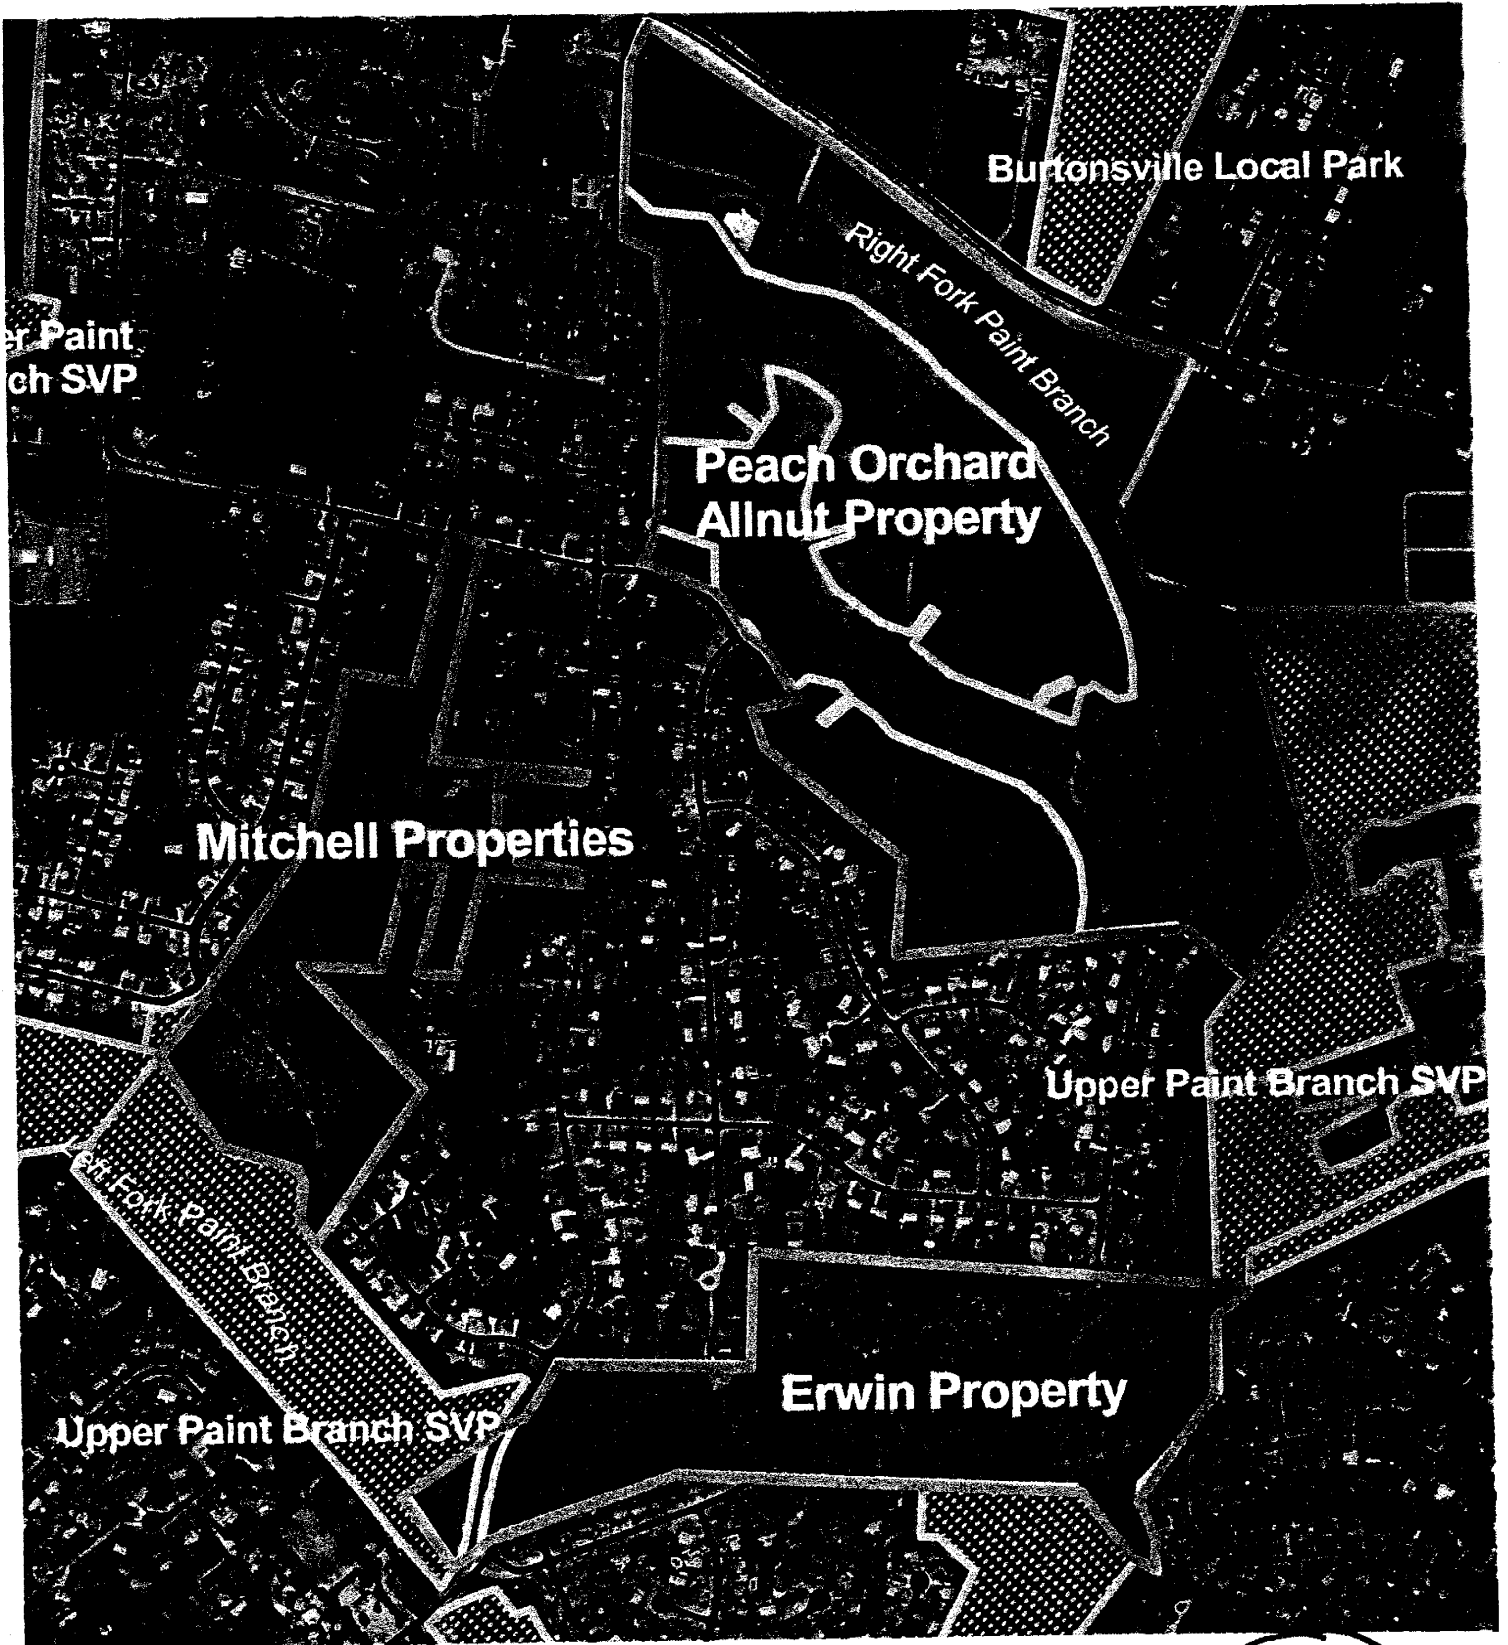 Burtonsville Local Park
Right Fork Paint Branch
er Paint
ch SVP
Peach Orchard
Allnut Property
Mitchell Properties
Upper Paint Branch SVP
Left Fork Paint Branch
Erwin Property
Upper Paint Branch SVP